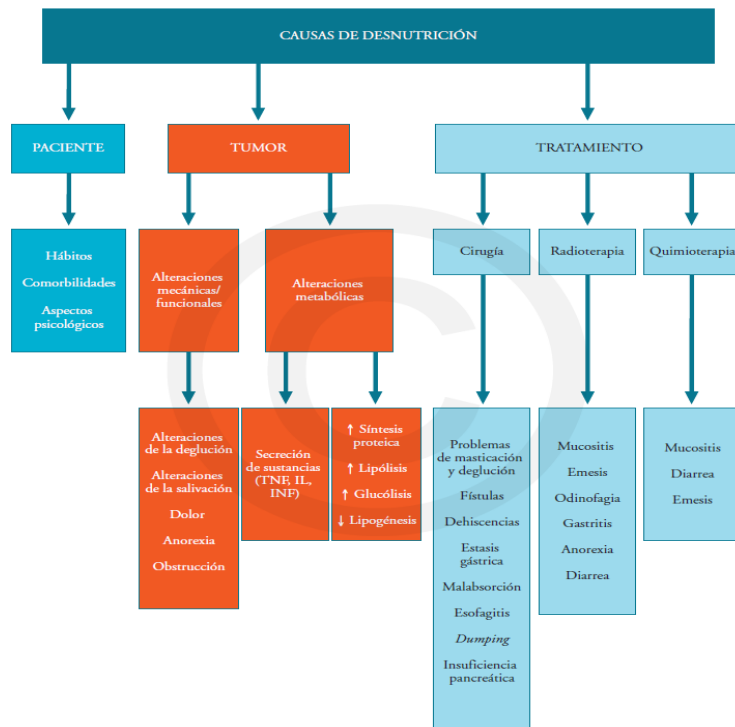 CAUSAS DE DESNUTRICIÓN
PACIENTE
TUMOR
TRATAMIENTO
Hábitos
Comorbilidades
Aspectos
psicológicos
Alteraciones
mecánicas/
funcionales
Alteraciones
metabólicas
Cirugía
Radioterapia
Quimioterapia
Alteraciones
de la deglución
Alteraciones
de la salivación
Dolor
Anorexia
Obstrucción
Secreción
de sustancias
(TNF, IL,
INF)
↑ Síntesis
proteica
↑ Lipólisis
↑ Glucólisis
↓ Lipogénesis
Problemas
de masticación
y deglución
Fístulas
Dehiscencias
Estasis
gástrica
Malabsorción
Esofagitis
Dumping
Insuficiencia
pancreática
Mucositis
Emesis
Odinofagia
Gastritis
Anorexia
Diarrea
Mucositis
Diarrea
Emesis
©